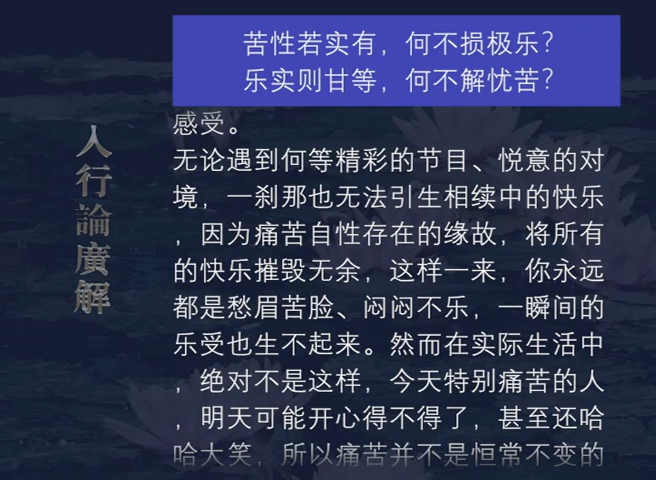 苦性若实有，何不损极乐？
乐实则甘等，何不解忧苦？
感受。
无论遇到何等精彩的节目、悦意的对
境，一刹那也无法引生相续中的快乐
，因为痛苦自性存在的缘故，将所有
的快乐摧毁无余，这样一来，你永远
都是愁眉苦脸、闷闷不乐，一瞬间的
乐受也生不起来。然而在实际生活中
，绝对不是这样，今天特别痛苦的人
，明天可能开心得不得了，甚至还哈
哈大笑，所以痛苦并不是恒常不变的
入行論廣解